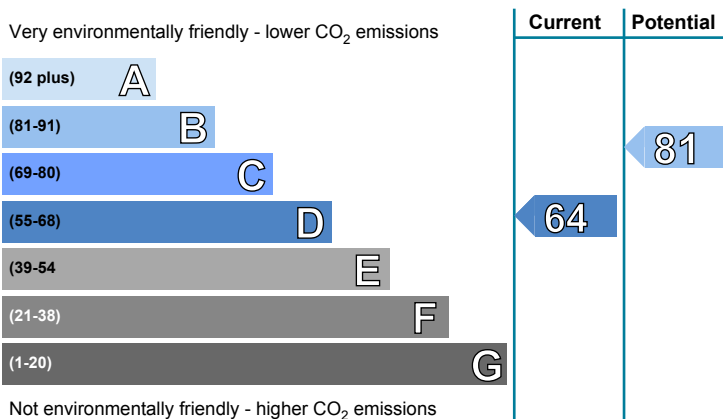 Current Potential
Very environmentally friendly - lower CO2 emissions
(92 plus) A
(81-91) B
81
(69-80) C
(55-68) D
64
(39-54 E
(21-38) F
(1-20) G
Not environmentally friendly - higher CO2 emissions